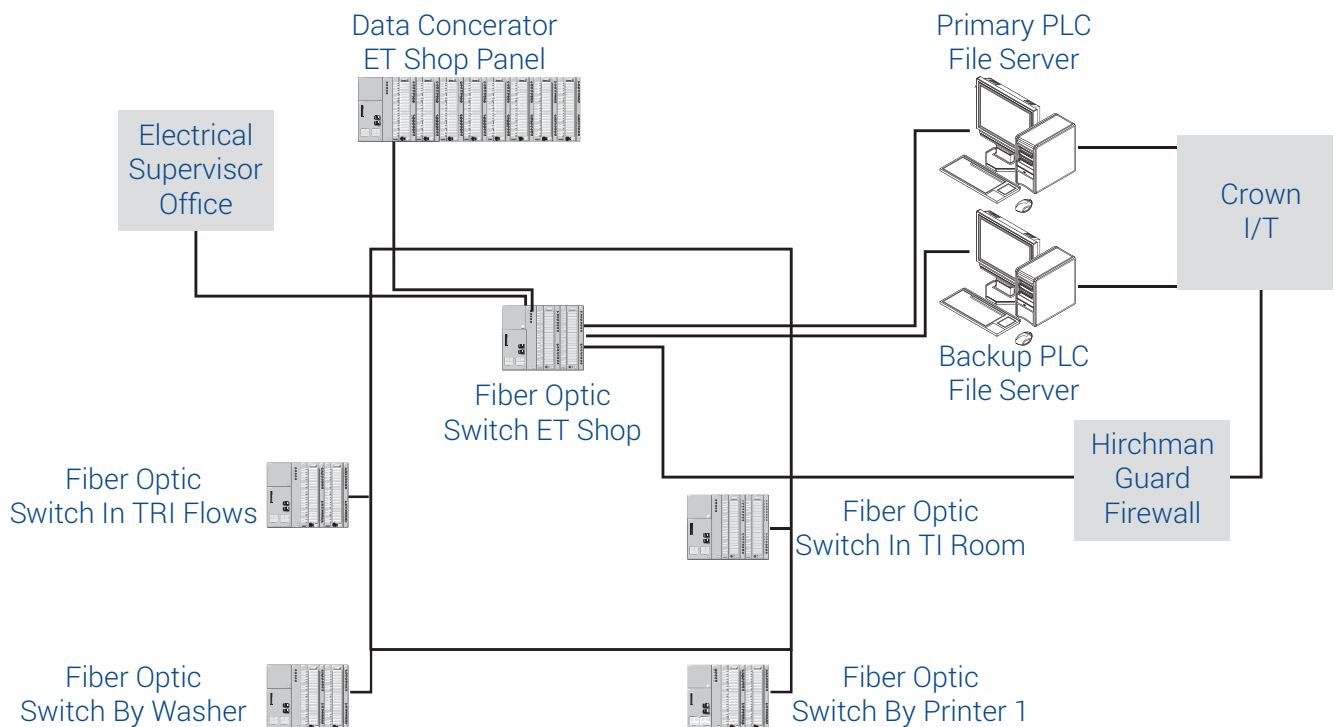 Data Concerator
ET Shop Panel
Primary PLC
File Server
Electrical
Supervisor
Office
Crown
I/T
Backup PLC
File Server
Fiber Optic
Switch ET Shop
Hirchman
Guard
Firewall
Fiber Optic
Switch In TRI Flows
Fiber Optic
Switch In TI Room
Fiber Optic
Switch By Washer
Fiber Optic
Switch By Printer 1